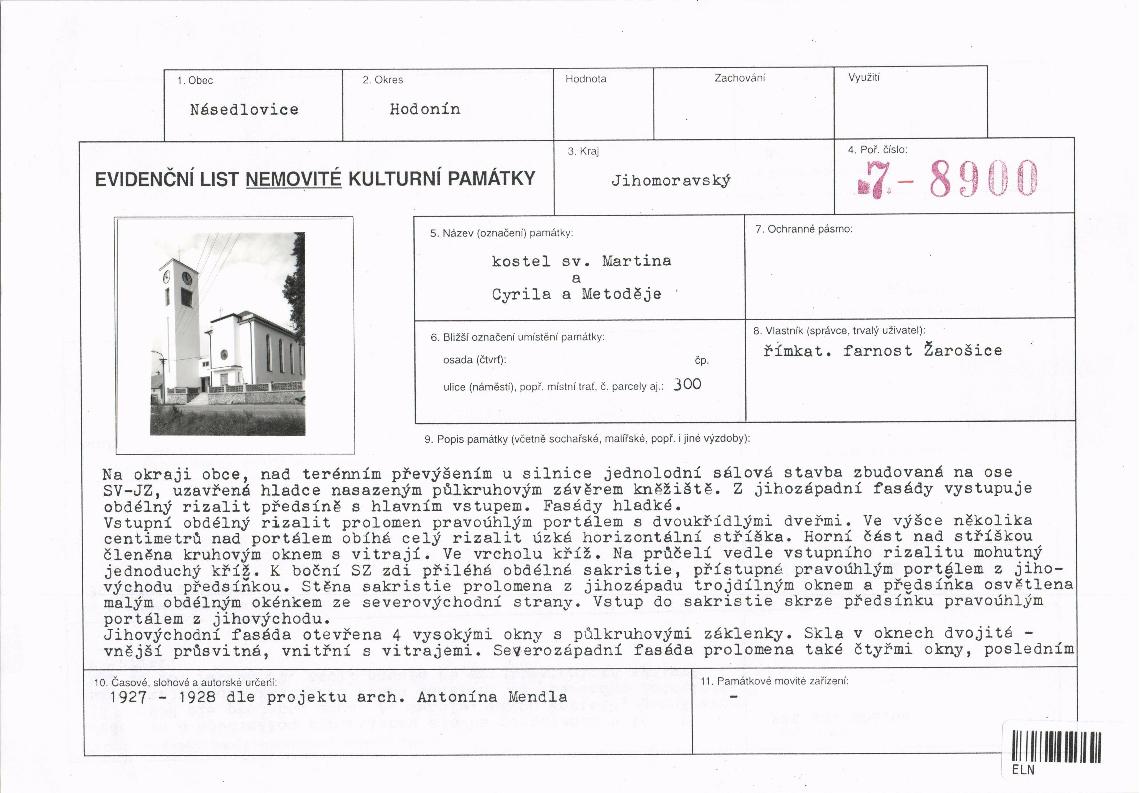 1. Obec
Násedlovice
2. Okres
Hodonín
Hodnota
Zachování
Využití
EVIDENČNÍ LIST NEMOVITÉ KULTURNÍ PAMÁTKY
3. Kraj
Jihomoravský
4. Poř. číslo:
7-8900
5. Název (označení) památky:
kostel sv. Martina
a
Cyrila a Metoděje
7. Ochranné pásmo:
6. Bližší označení umístění památky:
osada (čtvrť): čp.
ulice (náměstí), popř. místní trať, č. parcely aj.: 300
8. Vlastník (správce, trvalý uživatel):
římkat. farnost Žarošice
9. Popis památky (včetně sochařské, malířské, popř. i jiné výzdoby):
Na okraji obce, nad terénním převýšením u silnice jednolodní sálová stavba zbudovaná na ose
SV-JZ, uzavřená hladce nasazeným půlkruhovým závěrem kněžiště. Z jihozápadní fasády vystupuje
obdélný rizalit předsíně s hlavním vstupem. Fasády hladké.
Vstupní obdélný rizalit prolomen pravoúhlým portálem s dvoukřídlými dveřmi. Ve výšce několika
centimetrů nad portálem obíhá celý rizalit úzká horizontální stříška. Horní část nad stříškou
členěna kruhovým oknem s vitrají. Ve vrcholu kříž. Na průčelí vedle vstupního rizalitu mohutný
jednoduchý kříž. K boční SZ zdi přiléhá obdélná sakristie, přístupná pravoúhlým portálem z jiho-
východu předsínkou. Stěna sakristie prolomena z jihozápadu trojdílným oknem a předsíňka osvětlena
malým obdélným okénkem ze severovýchodní strany. Vstup do sakristie skrze předsíňku pravoúhlým
portálem z jihovýchodu.
Jihovýchodní fasáda otevřena 4 vysokými okny s půlkruhovými záklenky. Skla v oknech dvojitá -
vnější průsvitná, vnitřní s vitrajemi. Severozápadní fasáda prolomena také čtyřmi okny, posledním
10. Časové, slohové a autorské určení:
1927 - 1928 dle projektu arch. Antonína Mendla
11. Památkové movité zařízení:
-
ELN